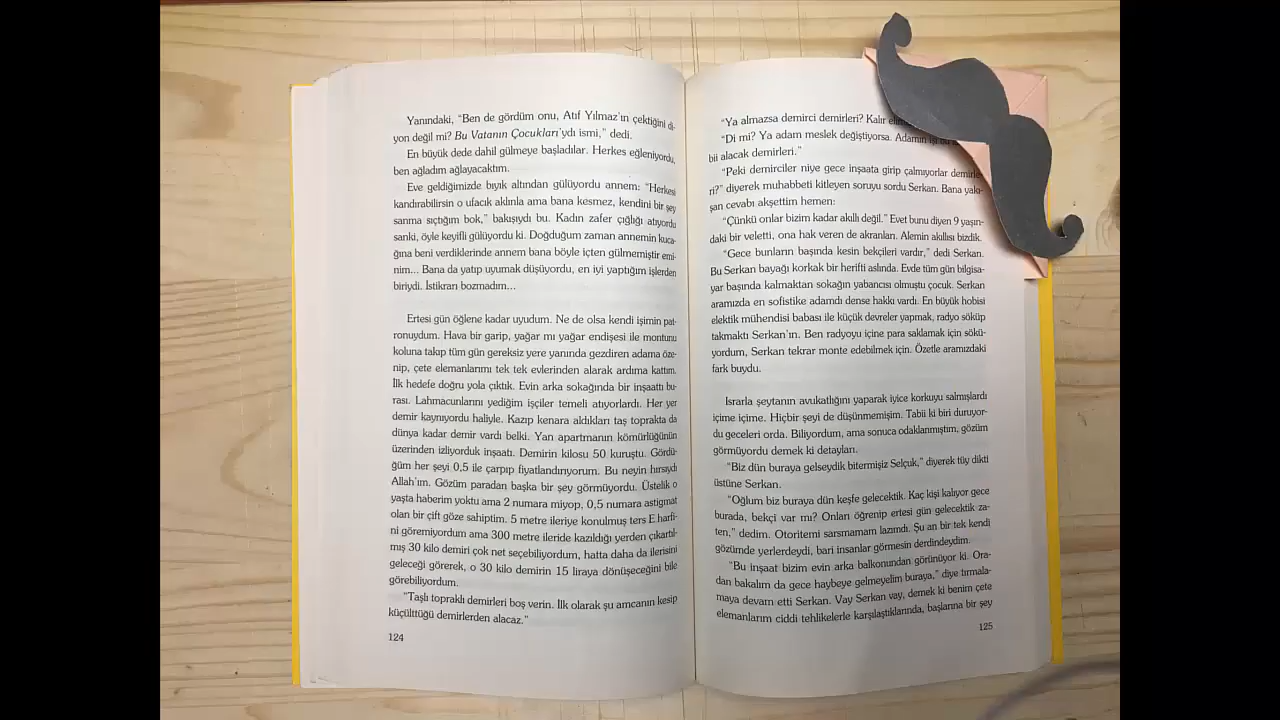 Yanındaki, "Ben de gördüm onu, Atıf Yılmaz'ın çektiğini di-
yon değil mi? Bu Vatanın Çocukları'ydı ismi," dedi.
En büyük dede dahil gülmeye başladılar. Herkes eğleniyordu,
ben ağladım ağlayacaktım.
Eve geldiğimizde bıyık altından gülüyordu annem: "Herkesi
kandırabilirsin o ufacık aklınla ama bana kesmez, kendini bir şey
sanma sıçtığım bok," bakışıydı bu. Kadın zafer çığlığı atıyordu
sanki, öyle keyifli gülüyordu ki. Doğduğum zaman annemin kuca-
ğına beni verdiklerinde annem bana böyle içten gülmemiştir emi-
nim... Bana da yatıp uyumak düşüyordu, en iyi yaptığım işlerden
biriydi. İstikrarı bozmadım...
Ertesi gün öğlene kadar uyudum. Ne de olsa kendi işimin pat-
ronuydum. Hava bir garip, yağar mı yağar endişesi ile montunu
koluna takıp tüm gün gereksiz yere yanında gezdiren adama öze-
nip, çete elemanlarımı tek tek evlerinden alarak ardıma kattım.
İlk hedefe doğru yola çıktık. Evin arka sokağında bir inşaattı bu-
rası. Lahmacunlarını yediğim işçiler temeli atıyorlardı. Her yer
demir kaynıyordu haliyle. Kazıp kenara aldıkları taş toprakta da
dünya kadar demir vardı belki. Yan apartmanın kömürlüğünün
üzerinden izliyorduk inşaatı. Demirin kilosu 50 kuruştu. Gördü-
ğüm her şeyi 0,5 ile çarpıp fiyatlandırıyorum. Bu neyin hırsıydı
Allah'ım. Gözüm paradan başka bir şey görmüyordu. Üstelik o
yaşta haberim yoktu ama 2 numara miyop, 0,5 numara astigmat
olan bir çift göze sahiptim. 5 metre ileriye konulmuş ters E harfi-
ni göremiyordum ama 300 metre ileride kazıldığı yerden çıkartıl-
mış 30 kilo demiri çok net seçebiliyordum, hatta daha da ilerisini
geleceği görerek, o 30 kilo demirin 15 liraya dönüşeceğini bile
görebiliyordum.
"Taşlı topraklı demirleri boş verin. İlk olarak şu amcanın kesip
küçülttüğü demirlerden alacaz."
124
"Ya almazsa demirci demirleri? Kalır
"Di mi? Ya adam meslek değiştiyorsa. Adamın
bii alacak demirleri."
"Peki demirciler niye gece inşaata girip çalmıyorlar demirle-
ri?" diyerek muhabbeti kitleyen soruyu sordu Serkan. Bana yakı-
şan cevabı akşettim hemen:
"Çünkü onlar bizim kadar akıllı değil." Evet bunu diyen 9 yaşın-
daki bir veletti, ona hak veren de akranları. Alemin akıllısı bizdik.
"Gece bunların başında kesin bekçileri vardır," dedi Serkan.
Bu Serkan bayağı korkak bir herifti aslında. Evde tüm gün bilgisa-
yar başında kalmaktan sokağın yabancısı olmuştu çocuk. Serkan
aramızda en sofistike adamdı dense hakkı vardı. En büyük hobisi
elektik mühendisi babası ile küçük devreler yapmak, radyo söküp
takmaktı Serkan'ın. Ben radyoyu içine para saklamak için sökü-
yordum, Serkan tekrar monte edebilmek için. Özetle aramızdaki
fark buydu.
Israrla şeytanın avukatlığını yaparak iyice korkuyu salmışlardı
içime içime. Hiçbir şeyi de düşünmemişim. Tabii ki biri duruyor-
du geceleri orda. Biliyordum, ama sonuca odaklanmıştım, gözüm
görmüyordu demek ki detayları.
"Biz dün buraya gelseydik bitermişiz Selçuk," diyerek tüy dikti
üstüne Serkan.
"Oğlum biz buraya dün keşfe gelecektik. Kaç kişi kalıyor gece
burada, bekçi var mı? Onları öğrenip ertesi gün gelecektik za-
ten," dedim. Otoritemi sarsmamam lazımdı. Şu an bir tek kendi
gözümde yerlerdeydi, bari insanlar görmesin derdindeydim.
"Bu inşaat bizim evin arka balkonundan görünüyor ki. Ora-
dan bakalım da gece haybeye gelmeyelim buraya," diye tırmala-
maya devam etti Serkan. Vay Serkan vay, demek ki benim çete
elemanlarım ciddi tehlikelerle karşılaştıklarında, başlarına bir şey
125